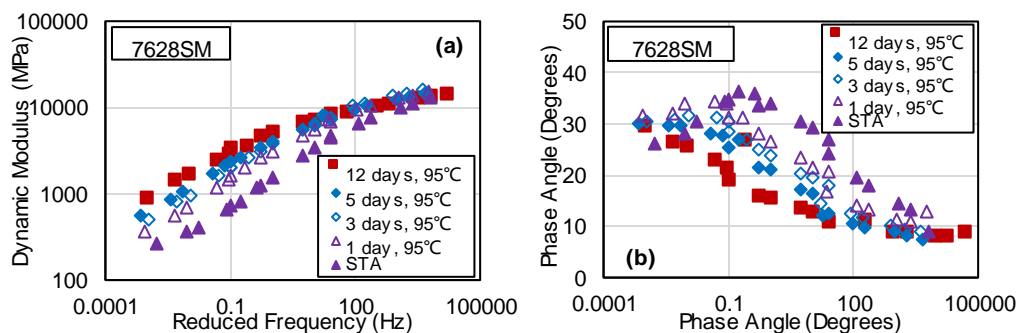 100000
10000
1000
100
Dynamic Modulus (MPa)
7628SM
(a)
12 days, 95℃
5 days, 95℃
3 days, 95℃
1 day, 95℃
STA
0.0001
0.1
100
100000
Reduced Frequency (Hz)
50
40
30
20
10
0
Phase Angle (Degrees)
7628SM
12 days, 95℃
5 days, 95℃
3 days, 95℃
1 day, 95℃
STA
(b)
0.0001
0.1
100
100000
Phase Angle (Degrees)